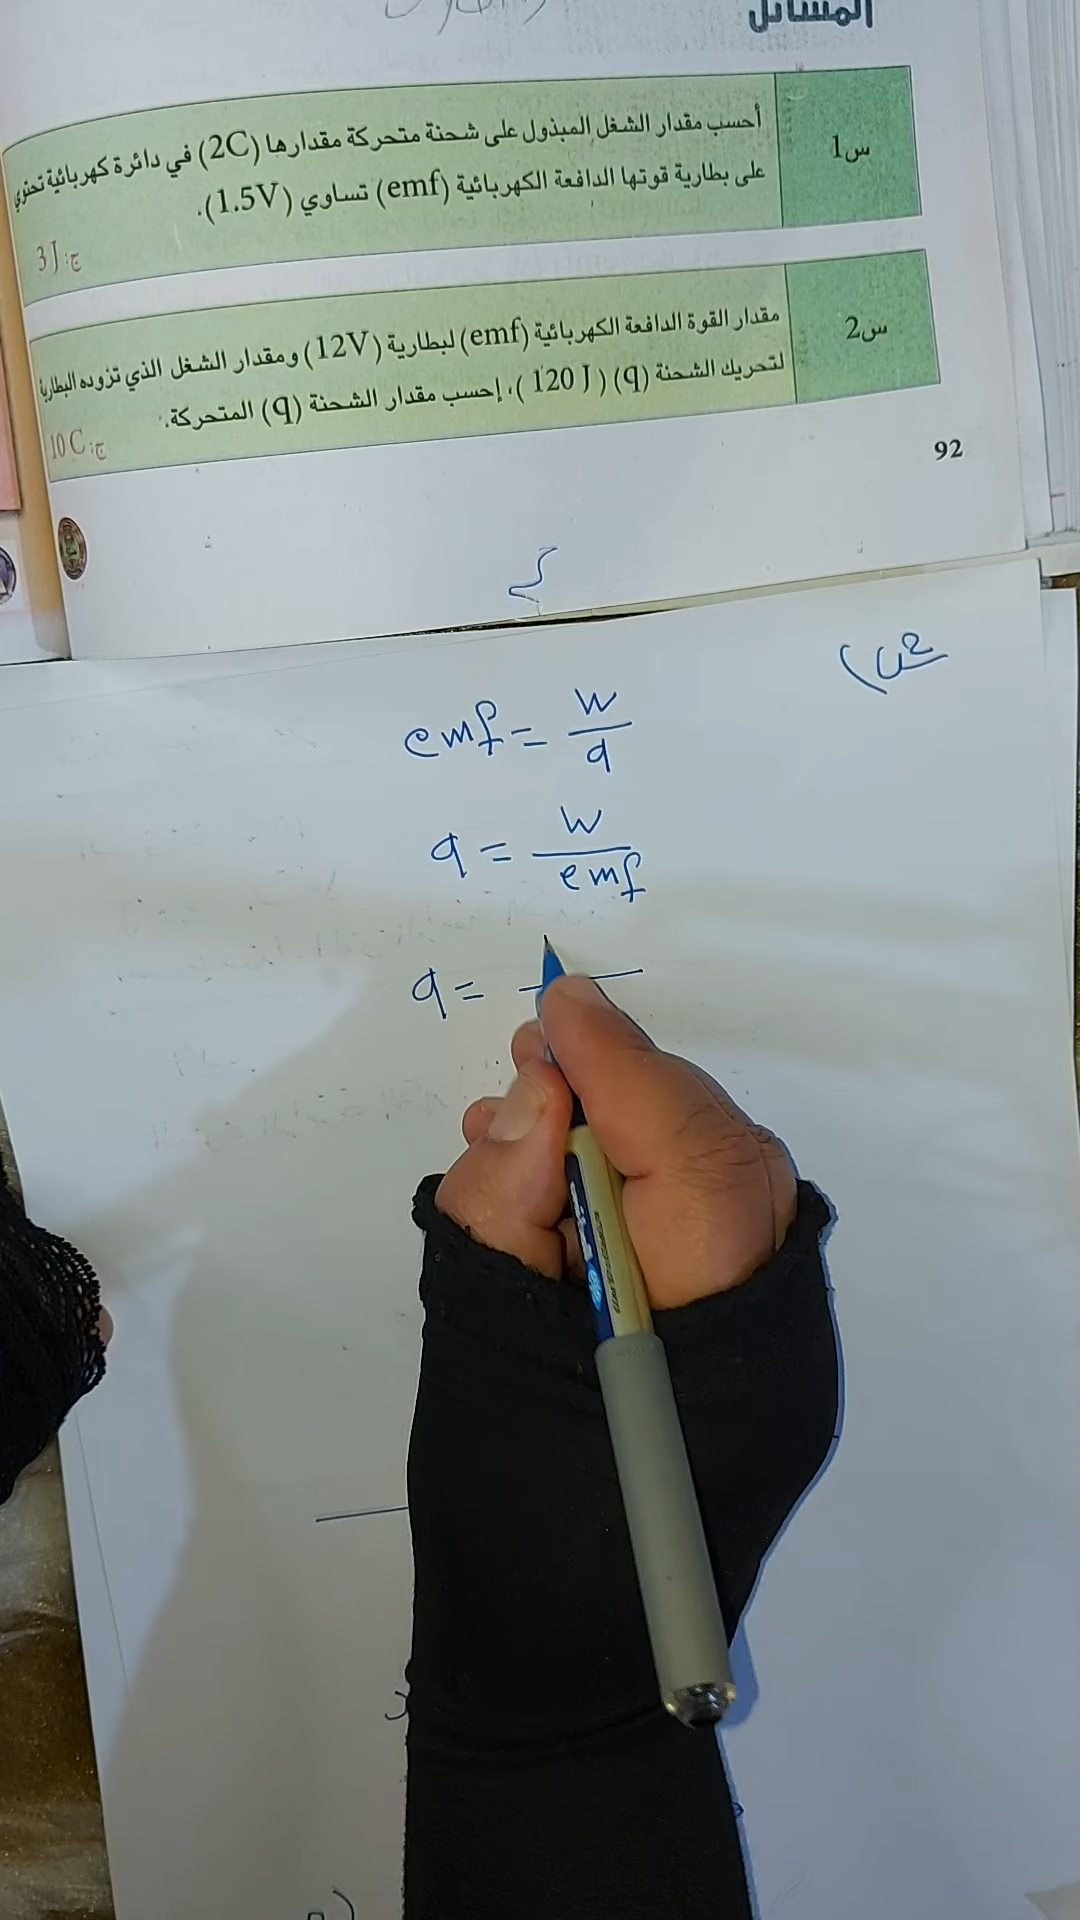 المسائل
س1
أحسب مقدار الشغل المبذول على شحنة متحركة مقدارها (2C) في دائرة كهربائية تحتوي
على بطارية قوتها الدافعة الكهربائية (emf) تساوي (1.5V).
ج: 3 J
س2
مقدار القوة الدافعة الكهربائية (emf) لبطارية (12V) ومقدار الشغل الذي تزوده البطارية
لتحريك الشحنة (q) (120 J)، إحسب مقدار الشحنة (q) المتحركة.
ج: 10 C
92
س2)
emf = w/q
q = w/emf
q =